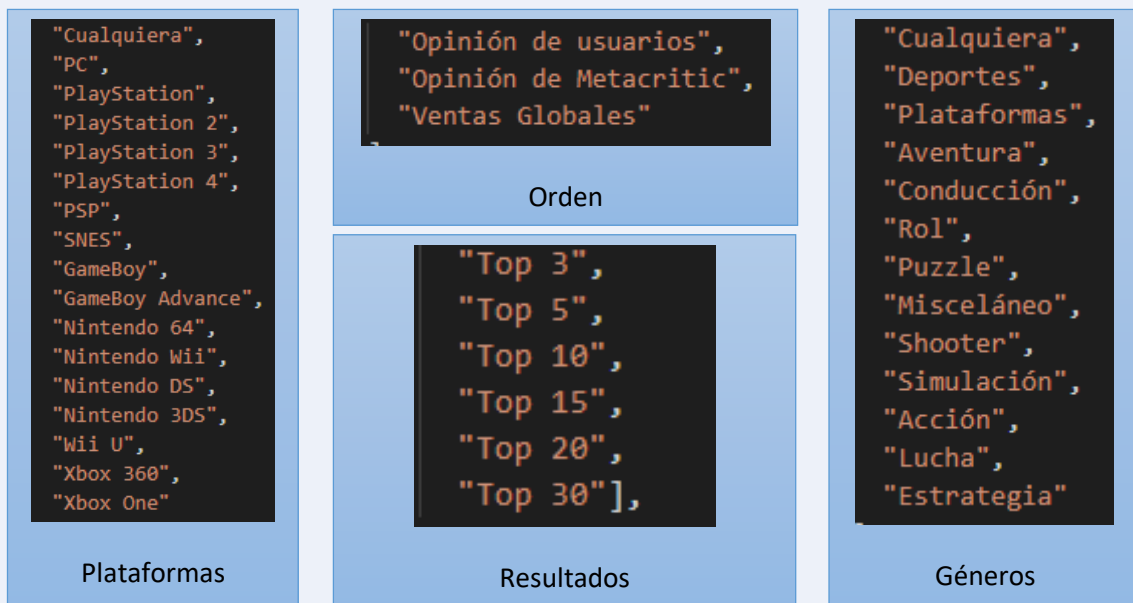 "Cualquiera",
"PC",
"PlayStation",
"PlayStation 2",
"PlayStation 3",
"PlayStation 4",
"PSP",
"SNES",
"GameBoy",
"GameBoy Advance",
"Nintendo 64",
"Nintendo Wii",
"Nintendo DS",
"Nintendo 3DS",
"Wii U",
"Xbox 360",
"Xbox One"
Plataformas
"Opinión de usuarios",
"Opinión de Metacritic",
"Ventas Globales"
Orden
"Top 3",
"Top 5",
"Top 10",
"Top 15",
"Top 20",
"Top 30"],
Resultados
"Cualquiera",
"Deportes",
"Plataformas",
"Aventura",
"Conducción",
"Rol",
"Puzzle",
"Misceláneo",
"Shooter",
"Simulación",
"Acción",
"Lucha",
"Estrategia"
Géneros